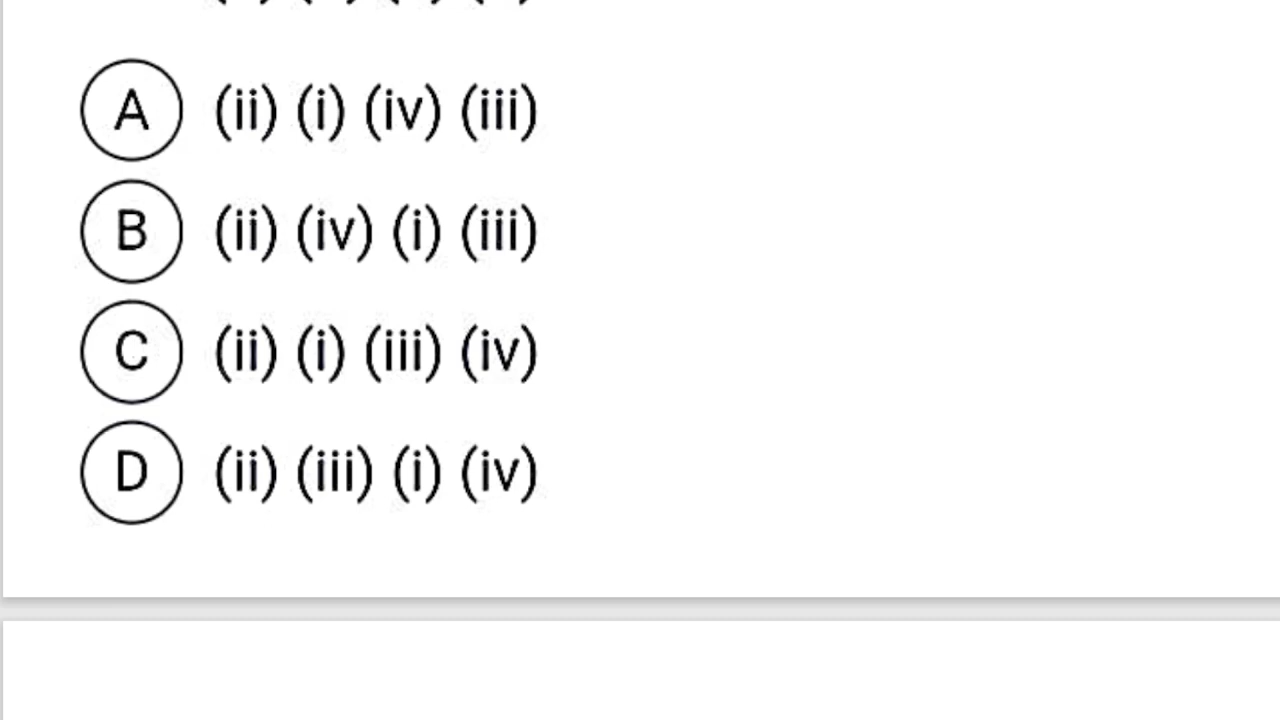 A (ii) (i) (iv) (iii)
B (ii) (iv) (i) (iii)
C (ii) (i) (iii) (iv)
D (ii) (iii) (i) (iv)